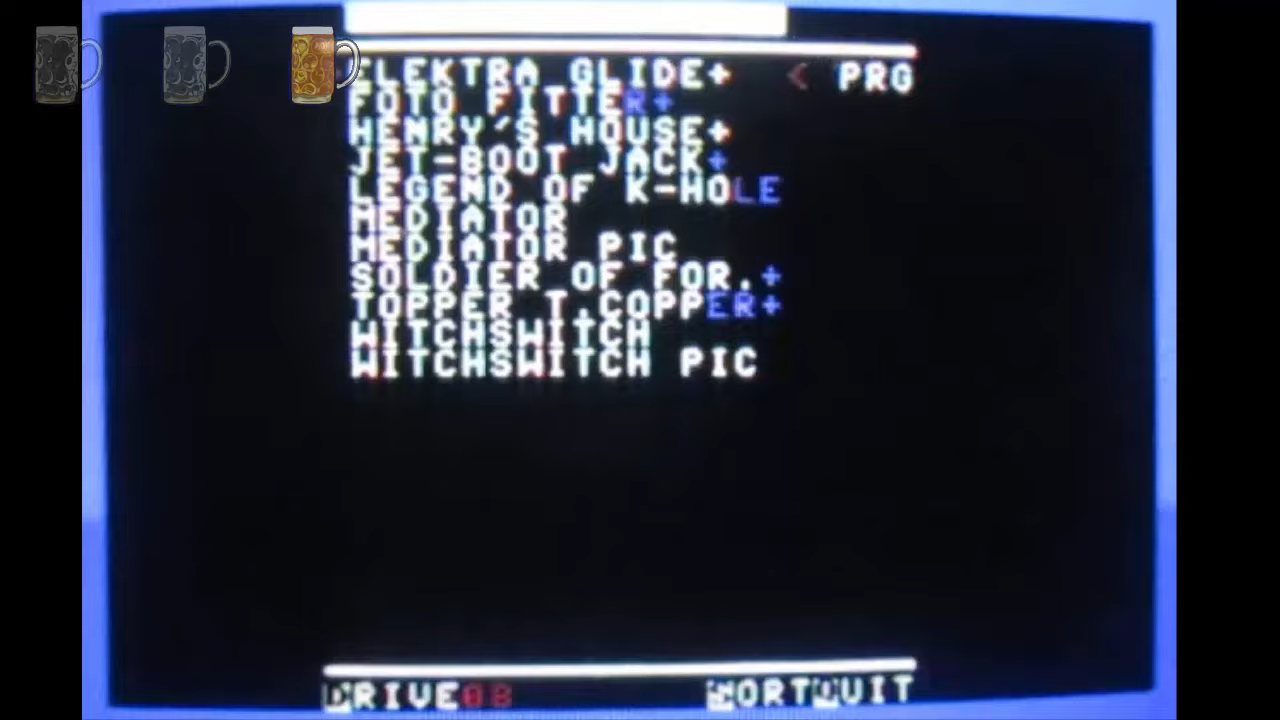 ELEKTRA GLIDE+ < PRG
FOTO FITTER+
HENRY'S HOUSE+
JET-BOOT JACK+
LEGEND OF K-HOLE
MEDIATOR
MEDIATOR PIC
SOLDIER OF FOR.+
TOPPER T.COPPER+
WITCHSWITCH
WITCHSWITCH PIC
DRIVE08 SORT QUIT